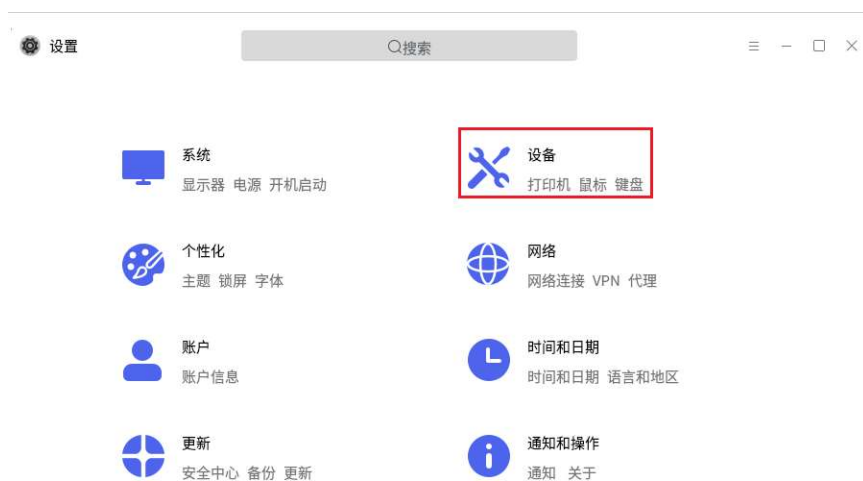 设置
搜索
系统
显示器 电源 开机启动
设备
打印机 鼠标 键盘
个性化
主题 锁屏 字体
网络
网络连接 VPN 代理
账户
账户信息
时间和日期
时间和日期 语言和地区
更新
安全中心 备份 更新
通知和操作
通知 关于